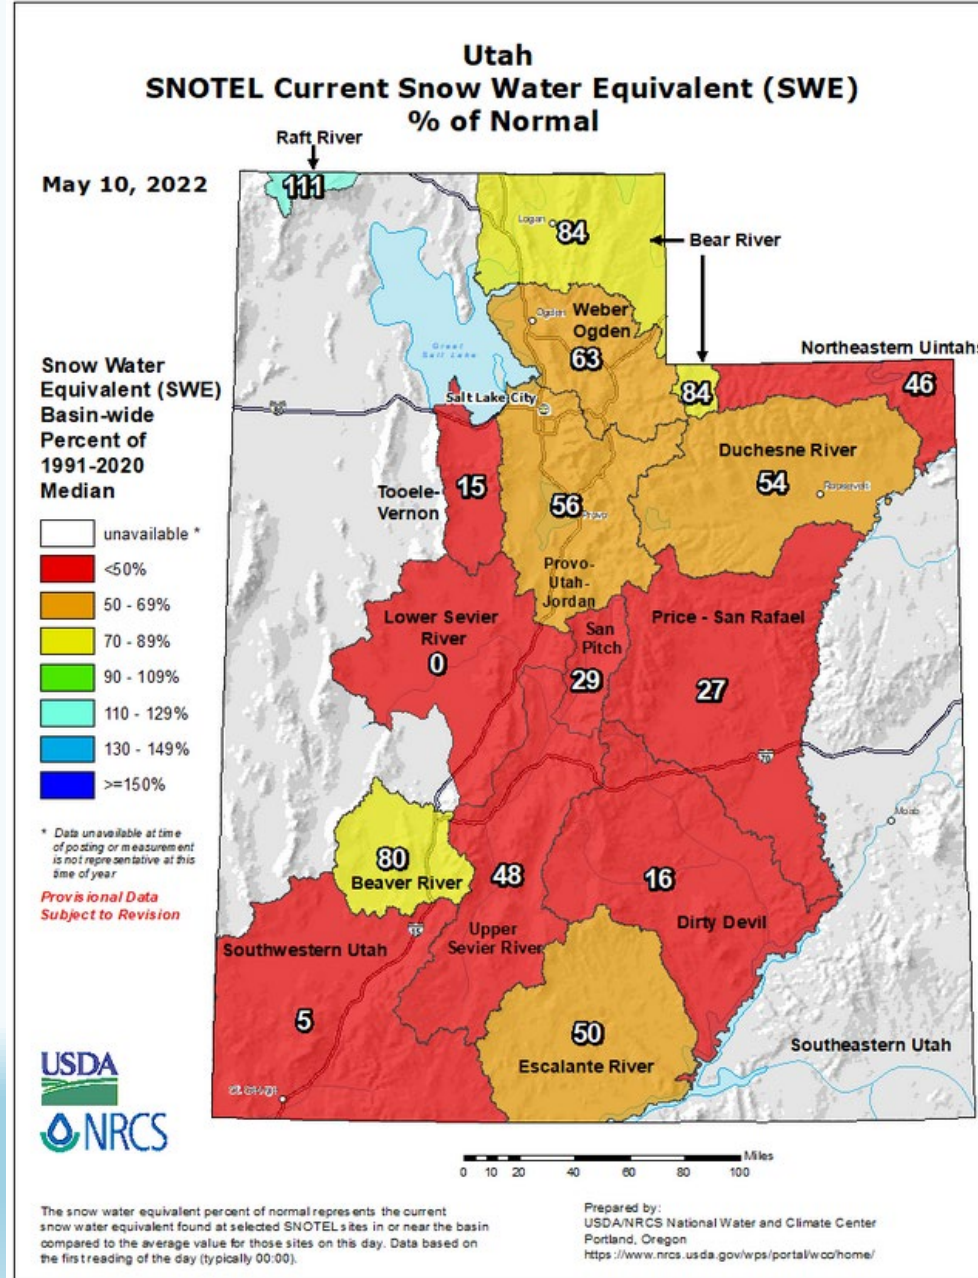 Utah
SNOTEL Current Snow Water Equivalent (SWE)
% of Normal
Raft River
May 10, 2022
111
Logan
84
Bear River
Weber
Ogden
Ogden
63
Great
Salt Lake
Northeastern Uintahs
46
84
Snow Water
Equivalent (SWE)
Basin-wide
Percent of
1991-2020
Median
Salt Lake City
80
Duchesne River
54
Roosevelt
Tooele-
Vernon
15
56
Provo
Provo-
Utah-
Jordan
unavailable *
<50%
50 - 69%
70 - 89%
90 - 109%
110 - 129%
130 - 149%
>=150%
Lower Sevier
River
0
San
Pitch
29
Price - San Rafael
27
70
Moab
* Data unavailable at time
of posting or measurement
is not representative at this
time of year
Provisional Data
Subject to Revision
80
Beaver River
48
16
Dirty Devil
15
Upper
Sevier River
Southwestern Utah
5
50
Escalante River
Southeastern Utah
St. George
USDA
NRCS
Miles
0 10 20 40 60 80 100
The snow water equivalent percent of normal represents the current
snow water equivalent found at selected SNOTEL sites in or near the basin
compared to the average value for those sites on this day. Data based on
the first reading of the day (typically 00:00).
Prepared by:
USDA/NRCS National Water and Climate Center
Portland, Oregon
https://www.nrcs.usda.gov/wps/portal/wcc/home/